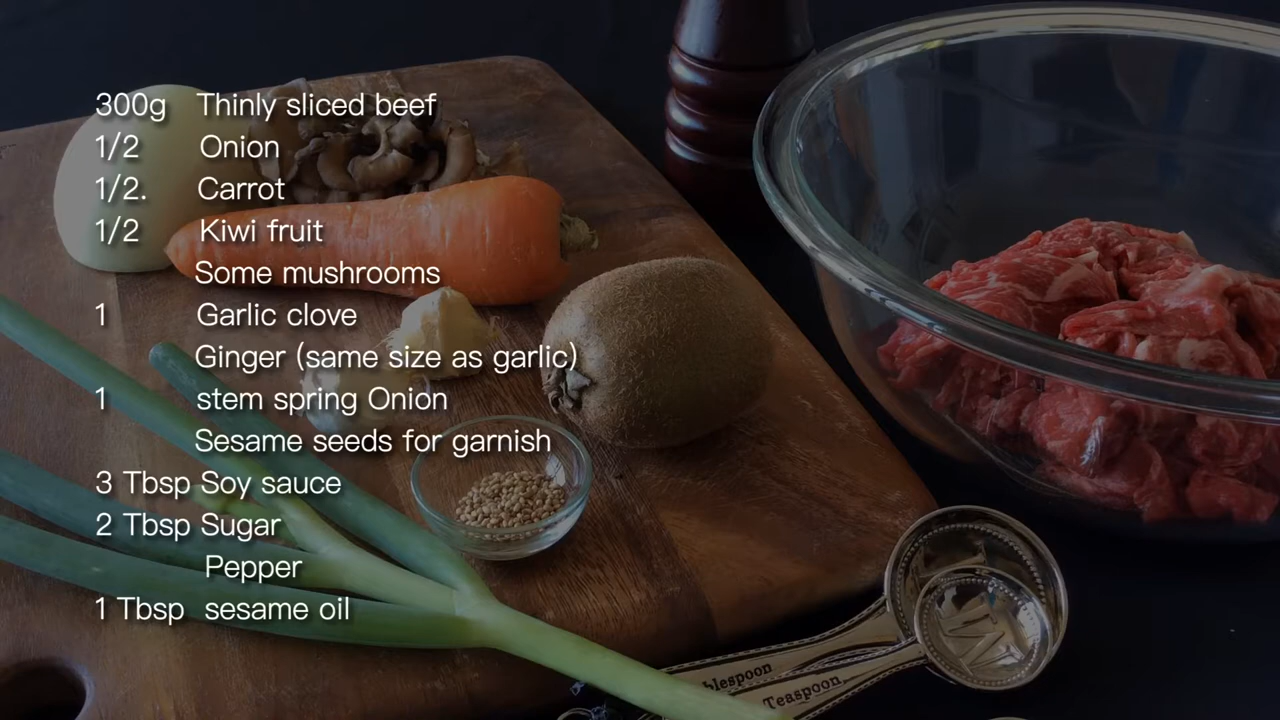 300g Thinly sliced beef
1/2 Onion
1/2. Carrot
1/2 Kiwi fruit
Some mushrooms
1 Garlic clove
Ginger (same size as garlic)
1 stem spring Onion
Sesame seeds for garnish
3 Tbsp Soy sauce
2 Tbsp Sugar
Pepper
1 Tbsp sesame oil
blespoon
Teaspoon